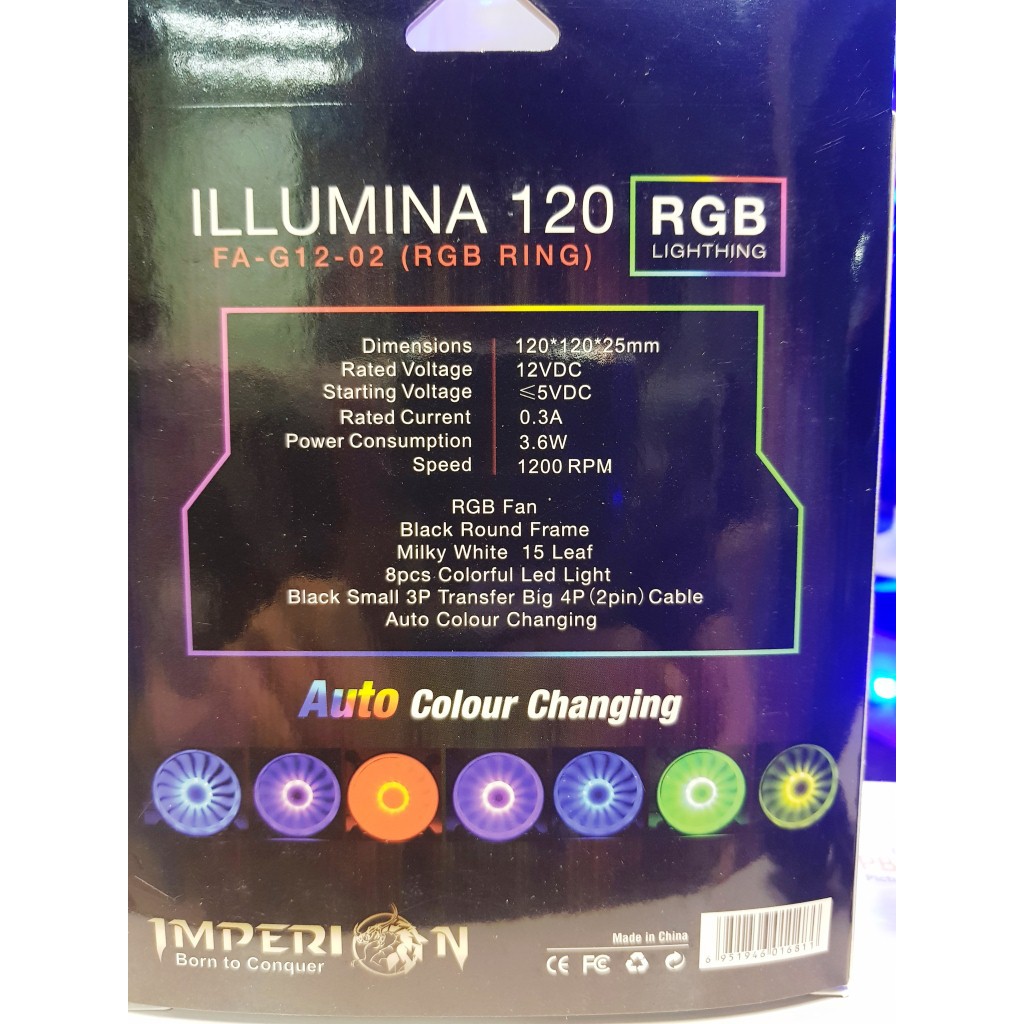 ILLUMINA 120
FA-G12-02 (RGB RING)
RGB
LIGHTHING
Dimensions 120*120*25mm
Rated Voltage 12VDC
Starting Voltage ≤5VDC
Rated Current 0.3A
Power Consumption 3.6W
Speed 1200 RPM
RGB Fan
Black Round Frame
Milky White 15 Leaf
8pcs Colorful Led Light
Black Small 3P Transfer Big 4P(2pin)Cable
Auto Colour Changing
Auto Colour Changing
IMPERION
Born to Conquer
Made in China
CE FC
6 951946 016811